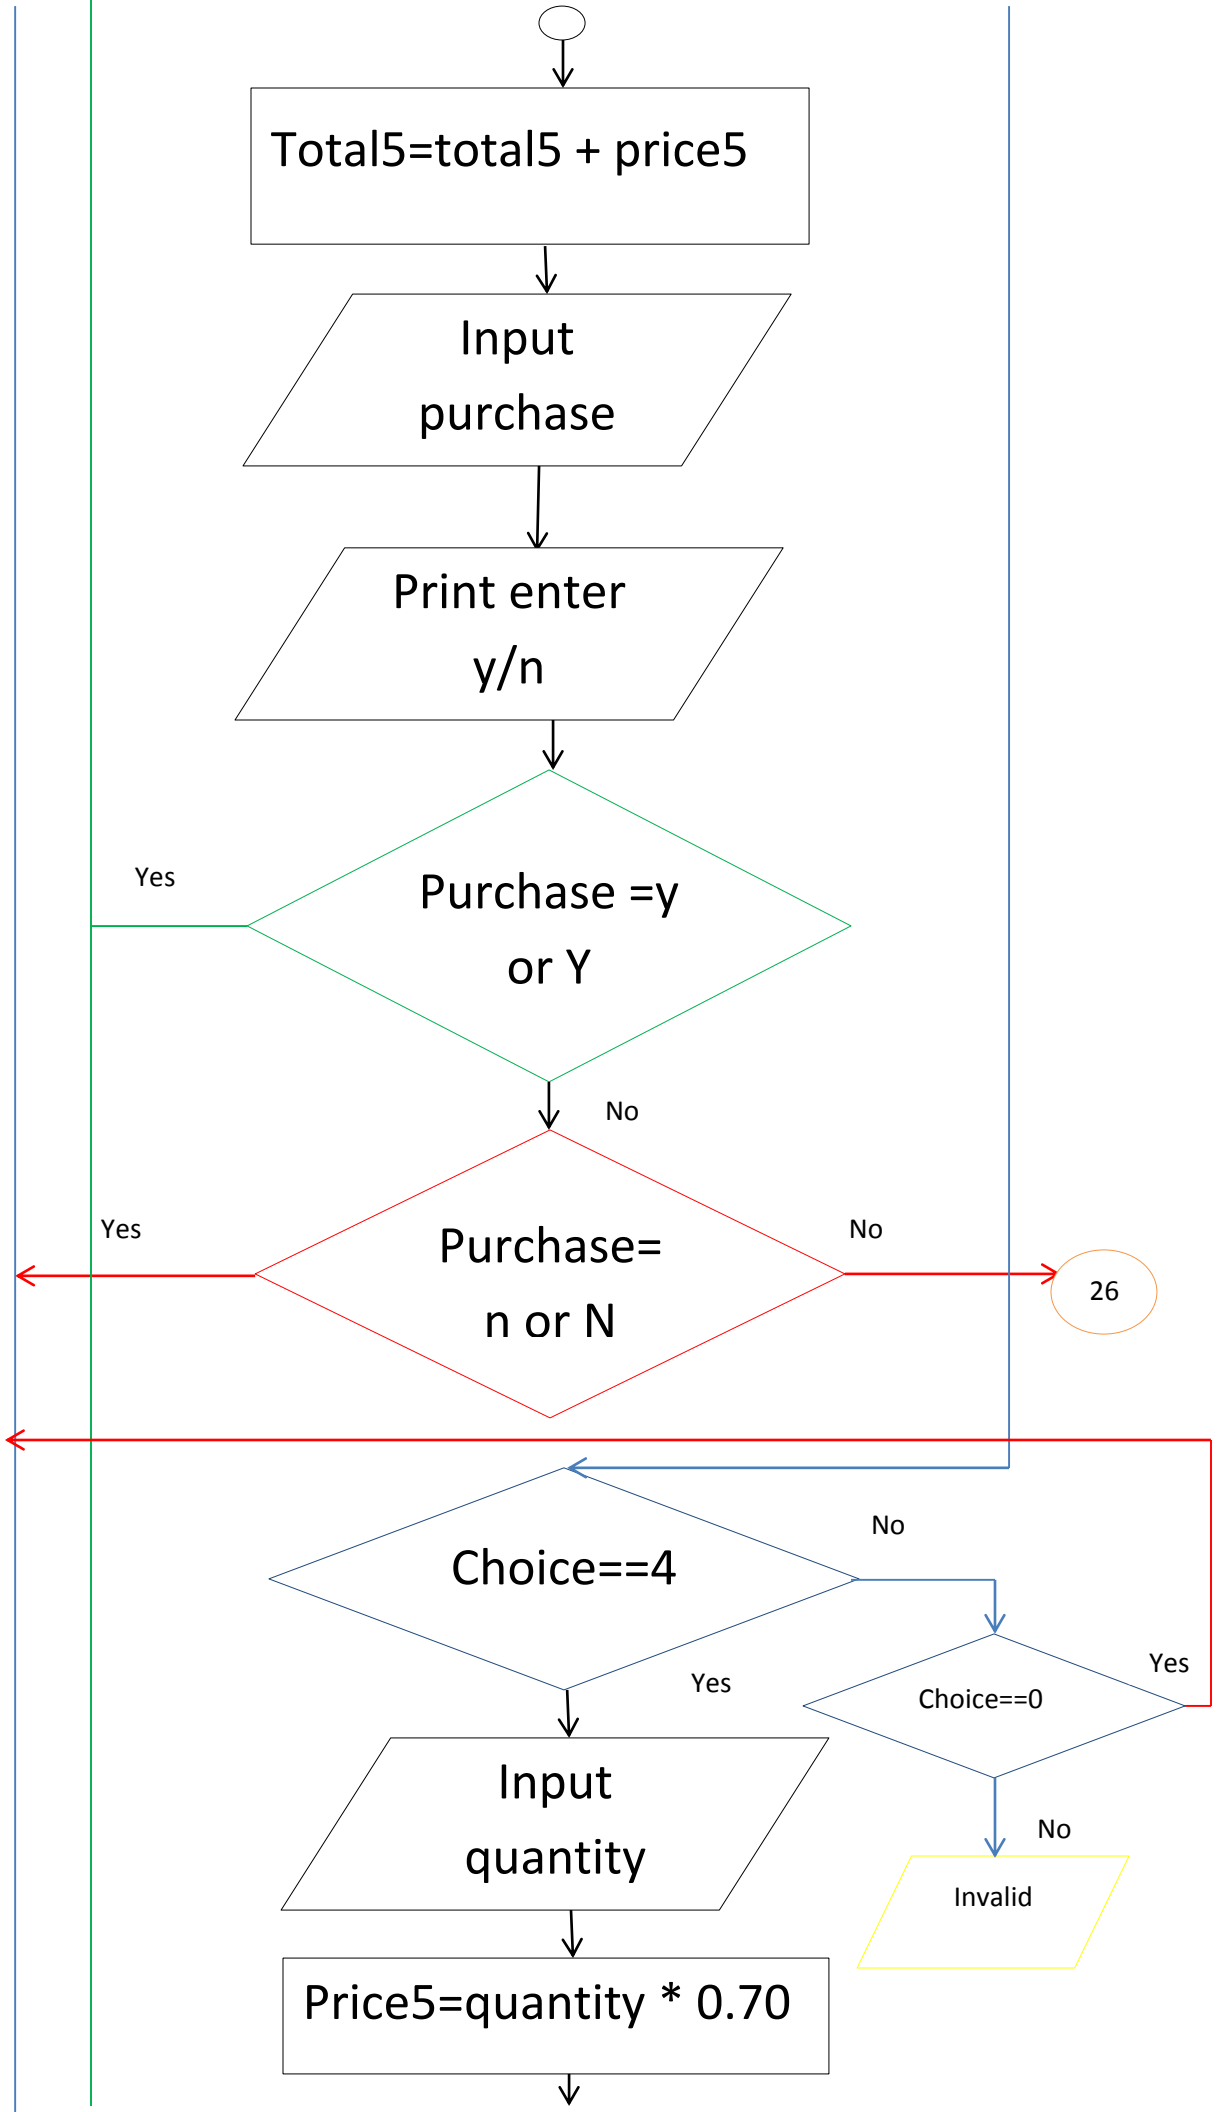 Total5=total5 + price5
Input
purchase
Print enter
y/n
Yes
Purchase =y
or Y
No
Yes
Purchase=
n or N
No
26
No
Choice==4
Yes
Yes
Choice==0
Input
quantity
No
Invalid
Price5=quantity * 0.70